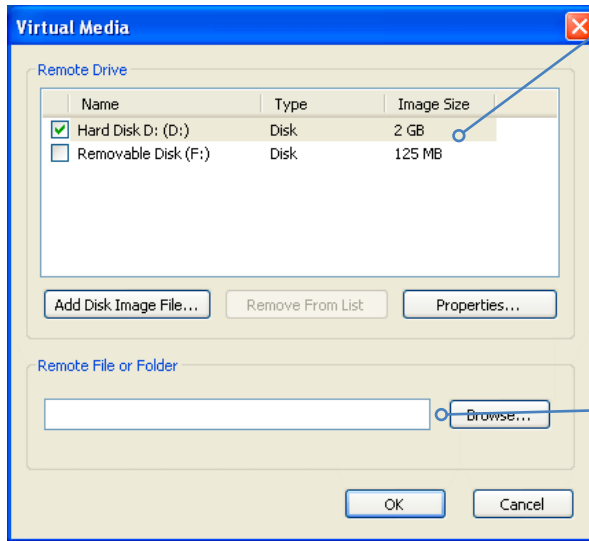 Virtual Media
Remote Drive
Name Type Image Size
Hard Disk D: (D:) Disk 2 GB
Removable Disk (F:) Disk 125 MB
Add Disk Image File... Remove From List Properties...
Remote File or Folder
Browse...
OK Cancel